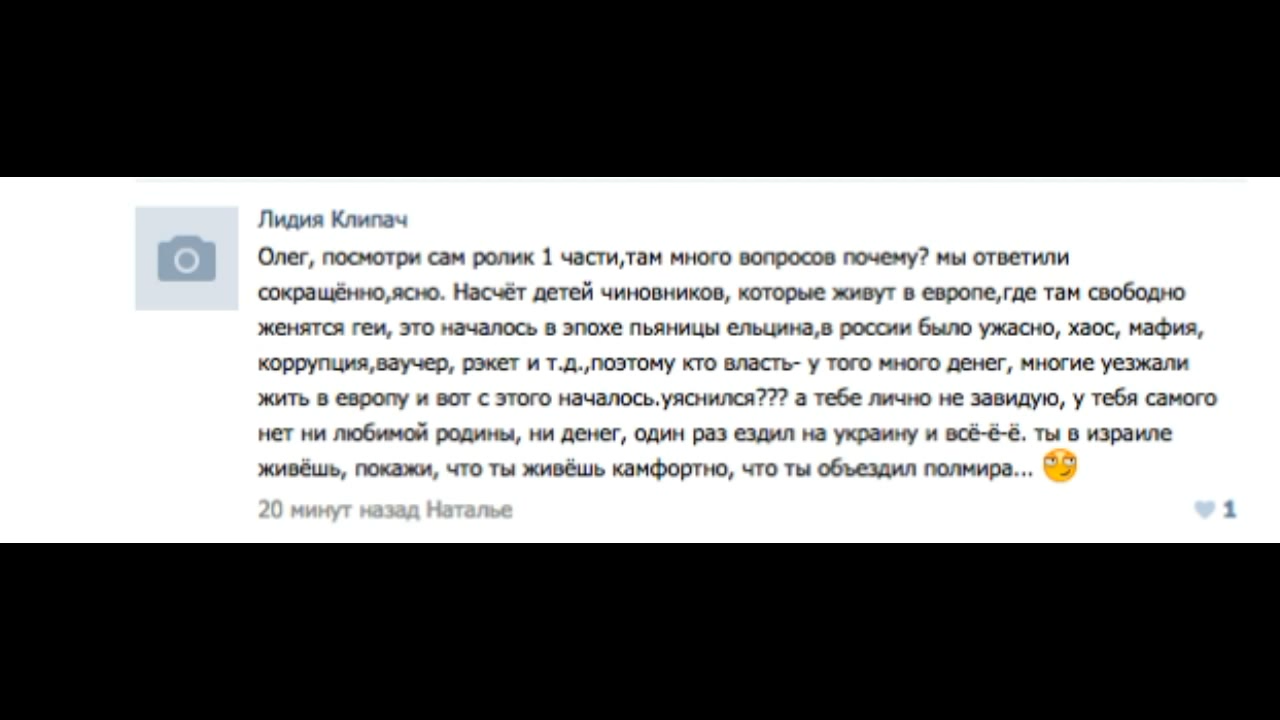 Лидия Клипач
Олег, посмотри сам ролик 1 части,там много вопросов почему? мы ответили
сокращённо,ясно. Насчёт детей чиновников, которые живут в европе,где там свободно
женятся геи, это началось в эпохе пьяницы ельцина,в россии было ужасно, хаос, мафия,
коррупция,ваучер, рэкет и т.д.,поэтому кто власть- у того много денег, многие уезжали
жить в европу и вот с этого началось.уяснился??? а тебе лично не завидую, у тебя самого
нет ни любимой родины, ни денег, один раз ездил на украину и всё-ё-ё. ты в израиле
живёшь, покажи, что ты живёшь камфортно, что ты объездил полмира...
20 минут назад Наталье
1